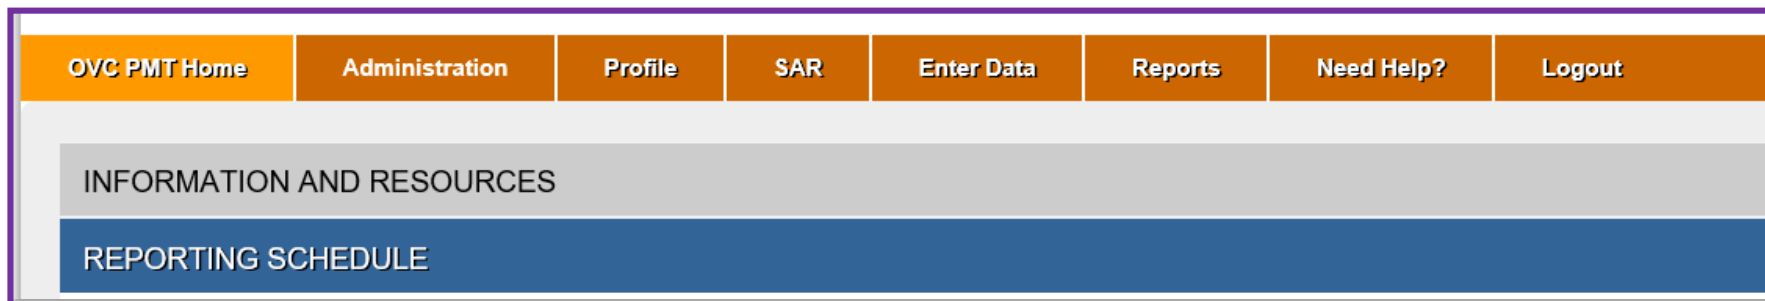 OVC PMT Home Administration Profile SAR Enter Data Reports Need Help? Logout
INFORMATION AND RESOURCES
REPORTING SCHEDULE